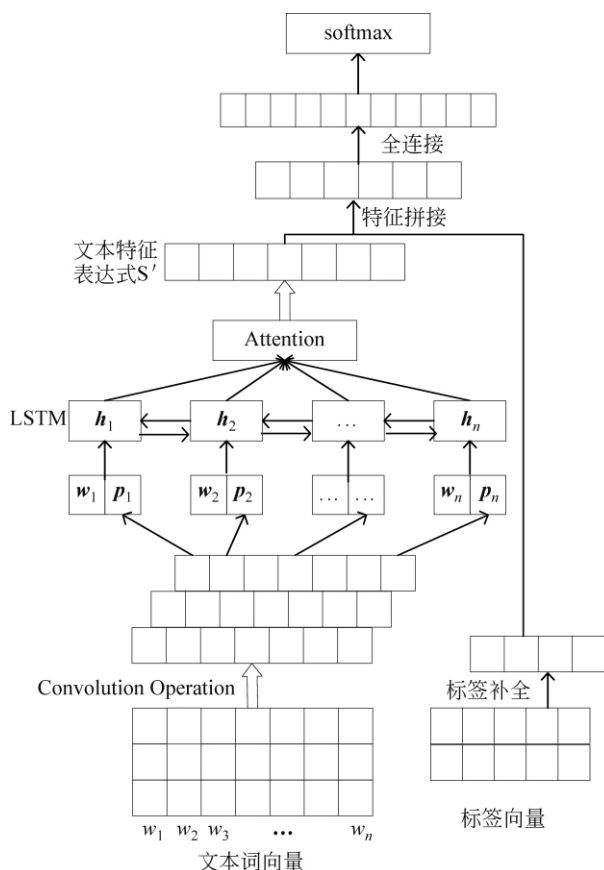 softmax
全连接
特征拼接
文本特征
表达式S′
Attention
LSTM h1 h2 ... hn
w1 p1 w2 p2 ... ... wn pn
Convolution Operation
标签补全
w1 w2 w3 ... wn
标签向量
文本词向量